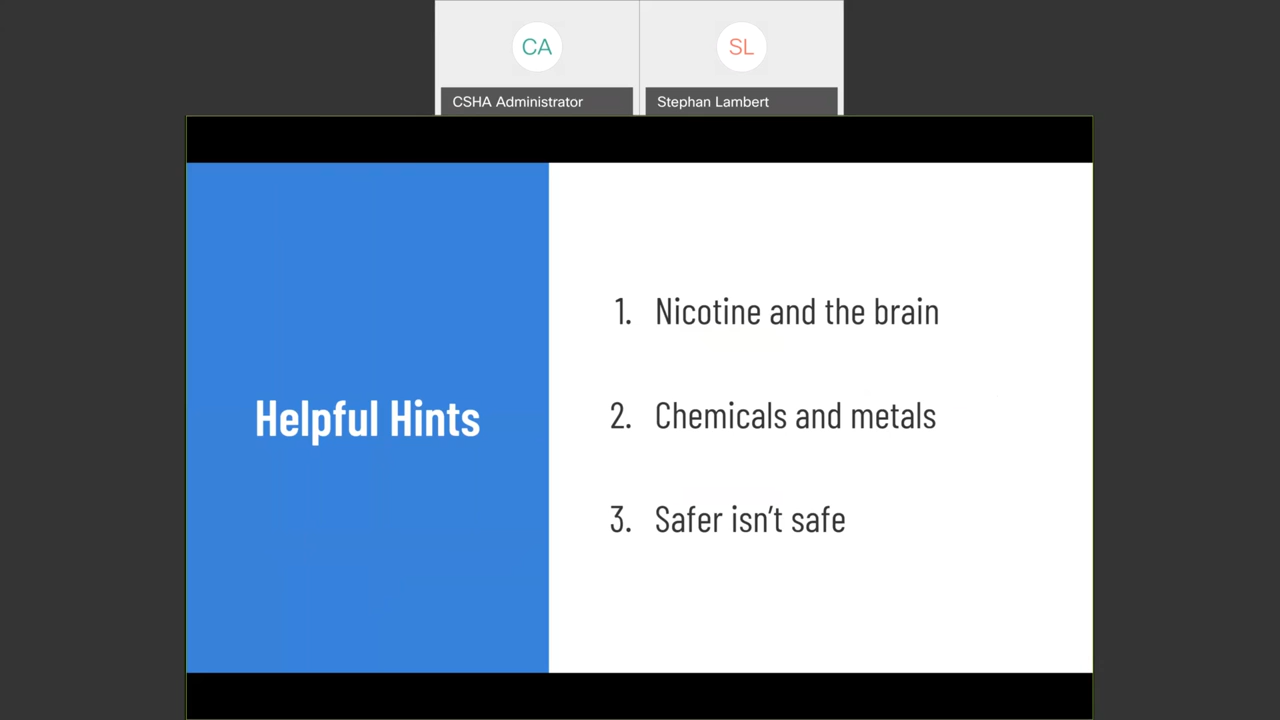 CA
SL
CSHA Administrator
Stephan Lambert
Helpful Hints
1. Nicotine and the brain
2. Chemicals and metals
3. Safer isn’t safe